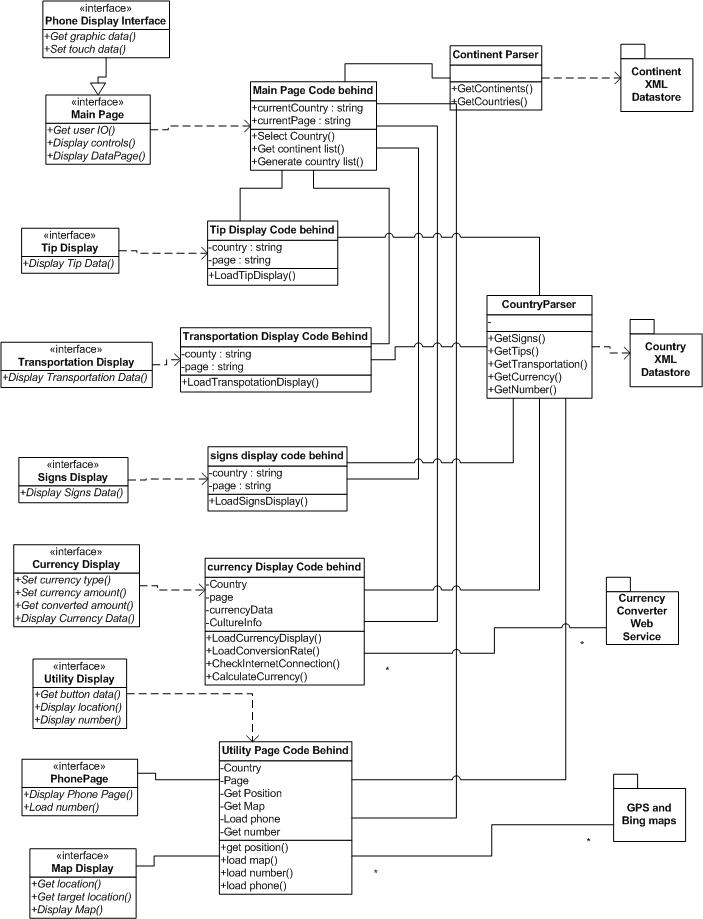 «interface»
Phone Display Interface
+Get graphic data()
+Set touch data()
«interface»
Main Page
+Get user IO()
+Display controls()
+Display DataPage()
Main Page Code behind
+currentCountry : string
+currentPage : string
+Select Country()
+Get continent list()
+Generate country list()
Continent Parser
+GetContinents()
+GetCountries()
Continent
XML
Datastore
«interface»
Tip Display
+Display Tip Data()
Tip Display Code behind
-country : string
-page : string
+LoadTipDisplay()
CountryParser
-
+GetSigns()
+GetTips()
+GetTransportation()
+GetCurrency()
+GetNumber()
Country
XML
Datastore
«interface»
Transportation Display
+Display Transportation Data()
Transportation Display Code Behind
-county : string
-page : string
+LoadTranspotationDisplay()
«interface»
Signs Display
+Display Signs Data()
signs display code behind
-country : string
-page : string
+LoadSignsDisplay()
«interface»
Currency Display
+Set currency type()
+Set currency amount()
+Get converted amount()
+Display Currency Data()
currency Display Code behind
-Country
-page
-currencyData
-CultureInfo
+LoadCurrencyDisplay()
+LoadConversionRate()
+CheckInternetConnection()
+CalculateCurrency()
*
*
Currency
Converter
Web
Service
«interface»
Utility Display
+Get button data()
+Display location()
+Display number()
Utility Page Code Behind
-Country
-Page
-Get Position
-Get Map
-Load phone
-Get number
+get position()
+load map()
+load number()
+load phone()
*
*
GPS and
Bing maps
«interface»
PhonePage
+Display Phone Page()
+Load number()
«interface»
Map Display
+Get location()
+Get target location()
+Display Map()